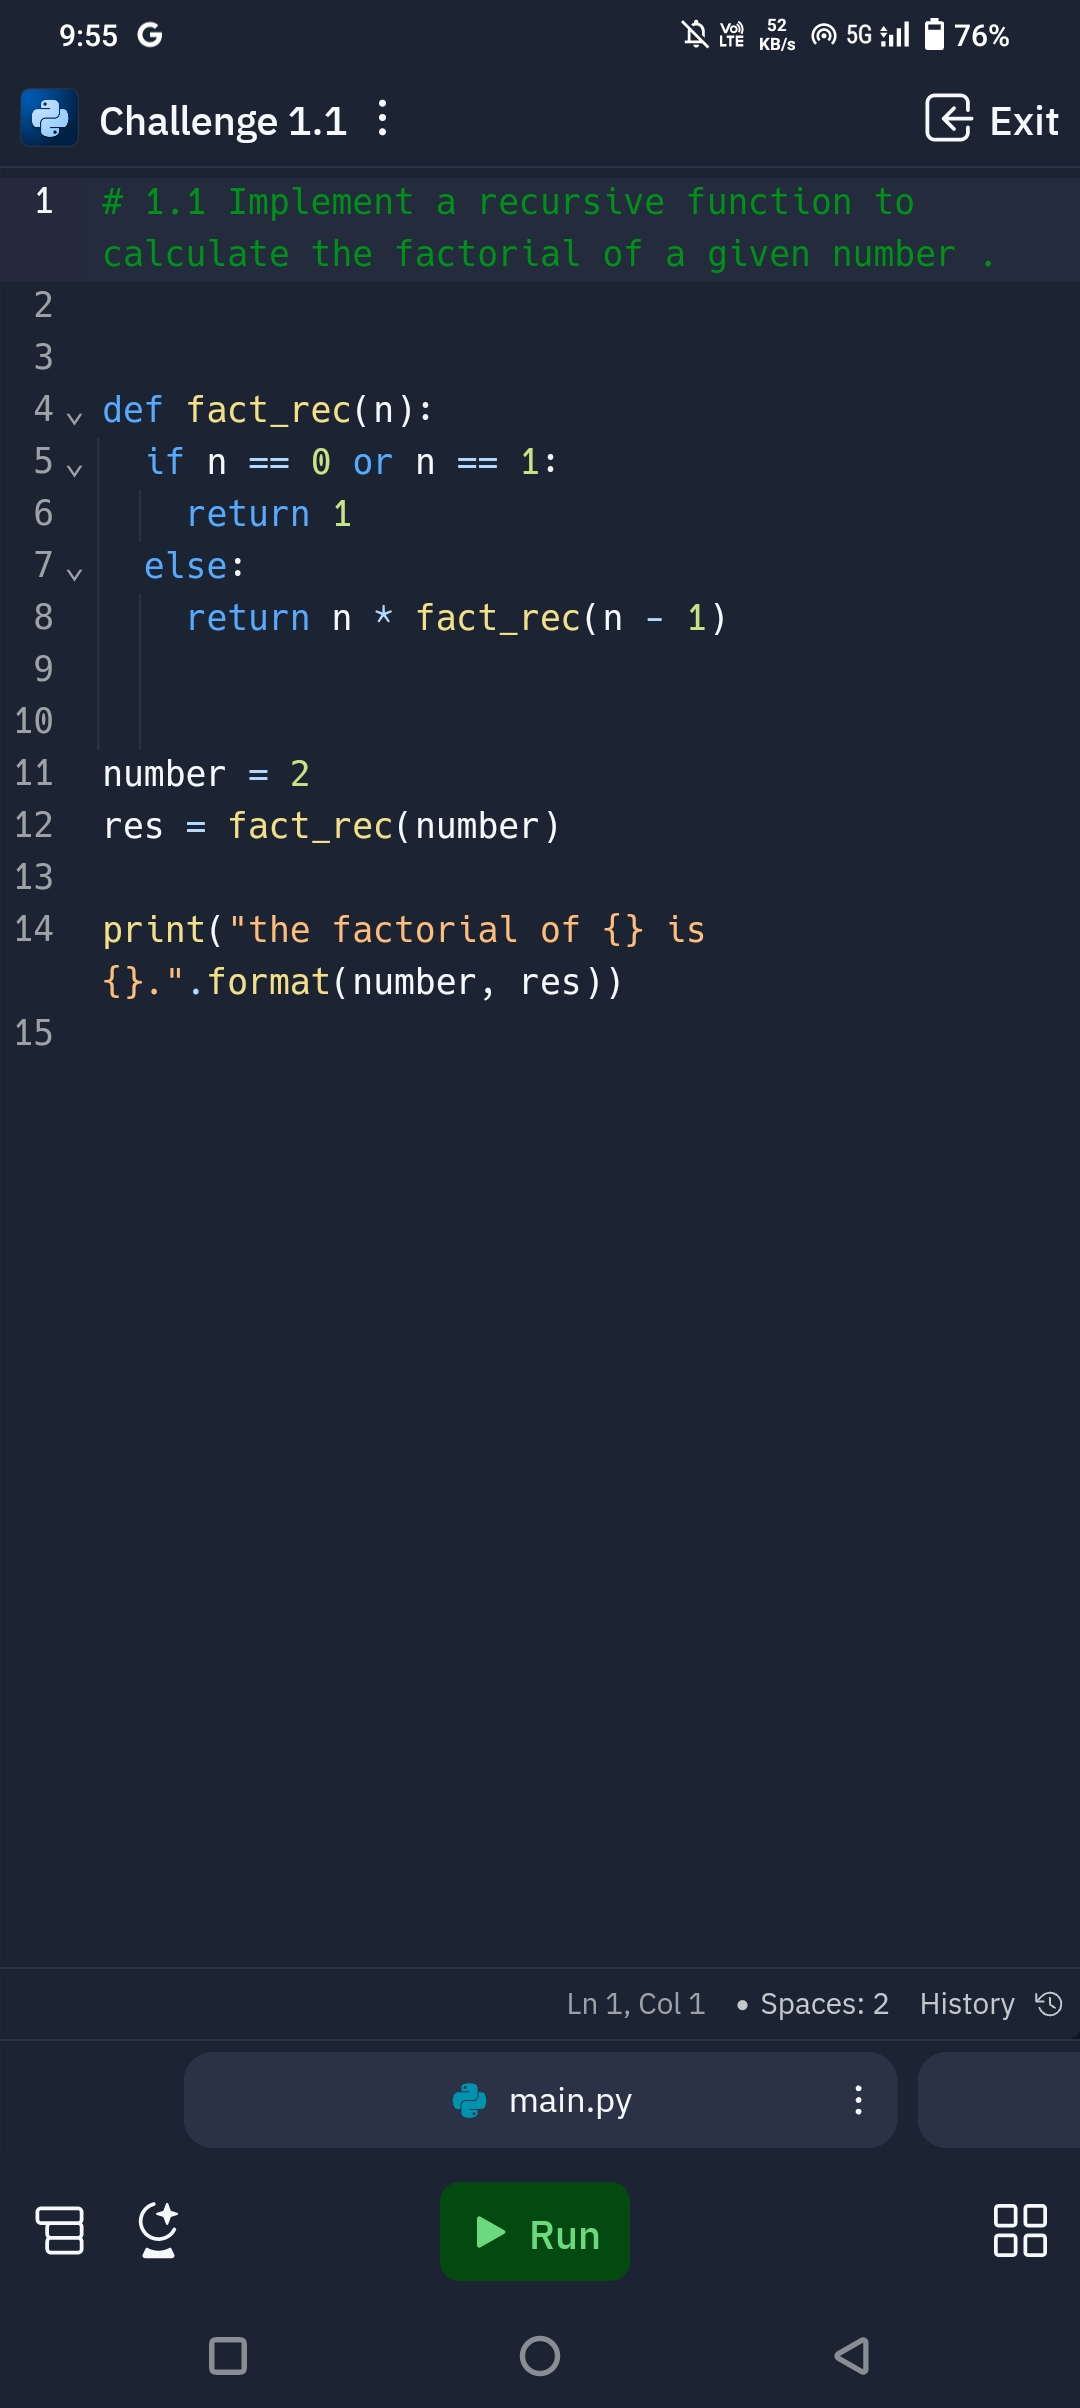 9:55 G VoLTE 52 KB/s 5G 76%
Challenge 1.1 Exit
1 # 1.1 Implement a recursive function to
calculate the factorial of a given number .
2
3
4 def fact_rec(n):
5   if n == 0 or n == 1:
6     return 1
7   else:
8     return n * fact_rec(n - 1)
9
10
11 number = 2
12 res = fact_rec(number)
13
14 print("the factorial of {} is
{}.".format(number, res))
15
Ln 1, Col 1 • Spaces: 2 History
main.py
Run